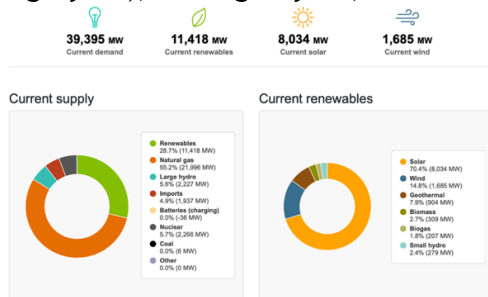 39,395 MW
Current demand
11,418 MW
Current renewables
8,034 MW
Current solar
1,685 MW
Current wind
Current supply
Renewables
28.7% (11,418 MW)
Natural gas
55.2% (21,996 MW)
Large hydro
5.6% (2,227 MW)
Imports
4.9% (1,937 MW)
Batteries (charging)
0.0% (-36 MW)
Nuclear
5.7% (2,266 MW)
Coal
0.0% (6 MW)
Other
0.0% (0 MW)
Current renewables
Solar
70.4% (8,034 MW)
Wind
14.8% (1,685 MW)
Geothermal
7.9% (904 MW)
Biomass
2.7% (309 MW)
Biogas
1.8% (207 MW)
Small hydro
2.4% (279 MW)